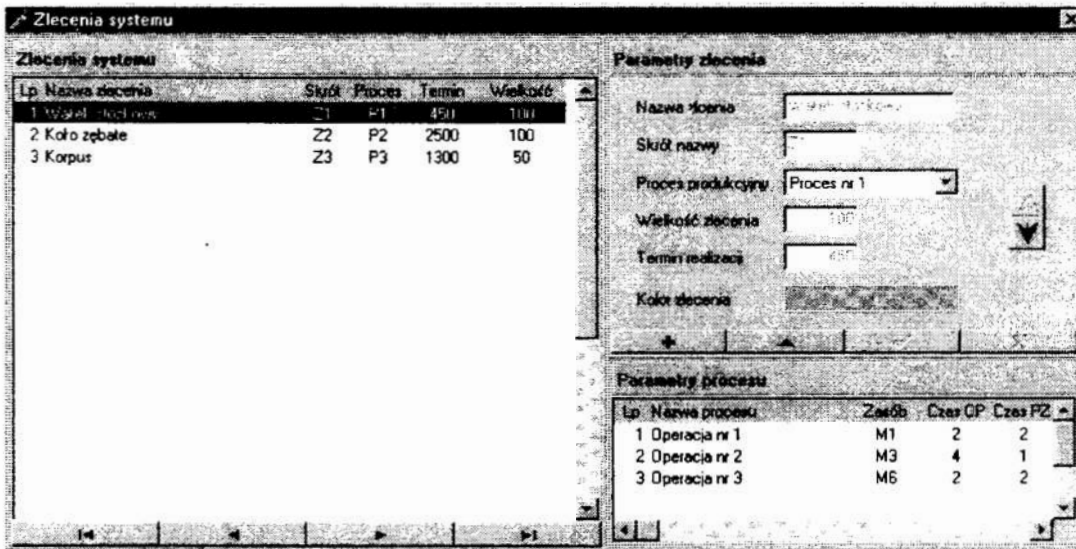 Zlecenia systemu
Zlecenia systemu
Lp Nazwa zlecenia Skrót Proces Termin Wielkość
1 Wałek Z1 P1 450 100
2 Koło zębate Z2 P2 2500 100
3 Korpus Z3 P3 1300 50
Parametry zlecenia
Nazwa zlcenia
Skrót nazwy
Proces produkcyjny Proces nr 1
Wielkość zlecenia 100
Termin realizacji 450
Kolor zlecenia
Parametry procesu
Lp Nazwa procesu Zasób Czas OP Czas PZ
1 Operacja nr 1 M1 2 2
2 Operacja nr 2 M3 4 1
3 Operacja nr 3 M6 2 2